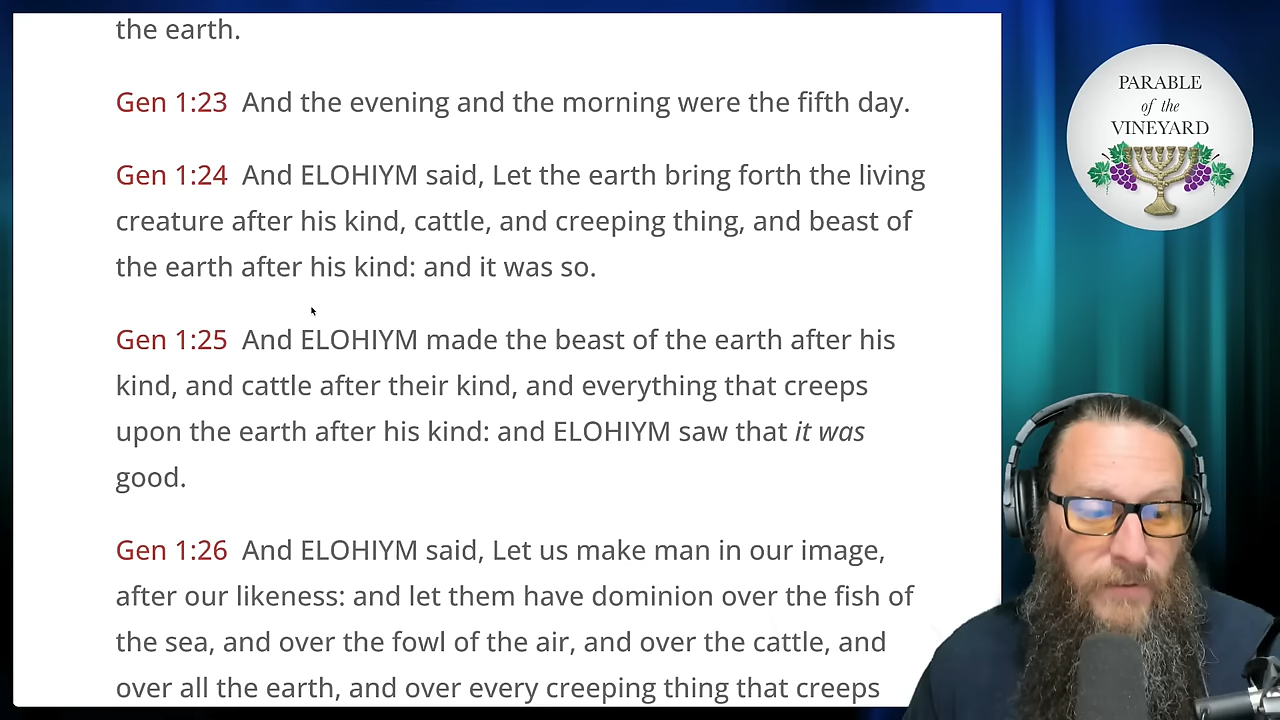 the earth.
Gen 1:23 And the evening and the morning were the fifth day.
Gen 1:24 And ELOHIYM said, Let the earth bring forth the living
creature after his kind, cattle, and creeping thing, and beast of
the earth after his kind: and it was so.
Gen 1:25 And ELOHIYM made the beast of the earth after his
kind, and cattle after their kind, and everything that creeps
upon the earth after his kind: and ELOHIYM saw that it was
good.
Gen 1:26 And ELOHIYM said, Let us make man in our image,
after our likeness: and let them have dominion over the fish of
the sea, and over the fowl of the air, and over the cattle, and
over all the earth, and over every creeping thing that creeps
PARABLE
of the
VINEYARD